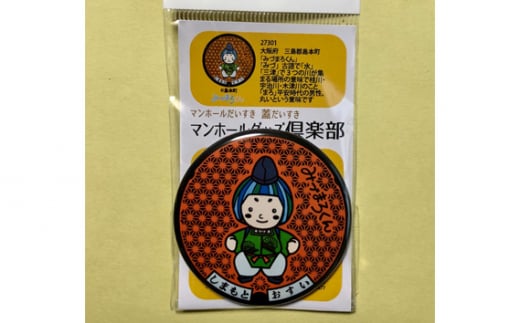 27301
大阪府 三島郡島本町
「みづまろくん」
「みづ」古語で「水」
「三津」で３つの川が集
まる場所の意味で桂川・
宇治川・木津川のこと
「まろ」平安時代の男性。
丸いという意味です
マンホールだいすき 蓋だいすき
マンホールグッズ倶楽部
みづまろくん
しまもと おすい